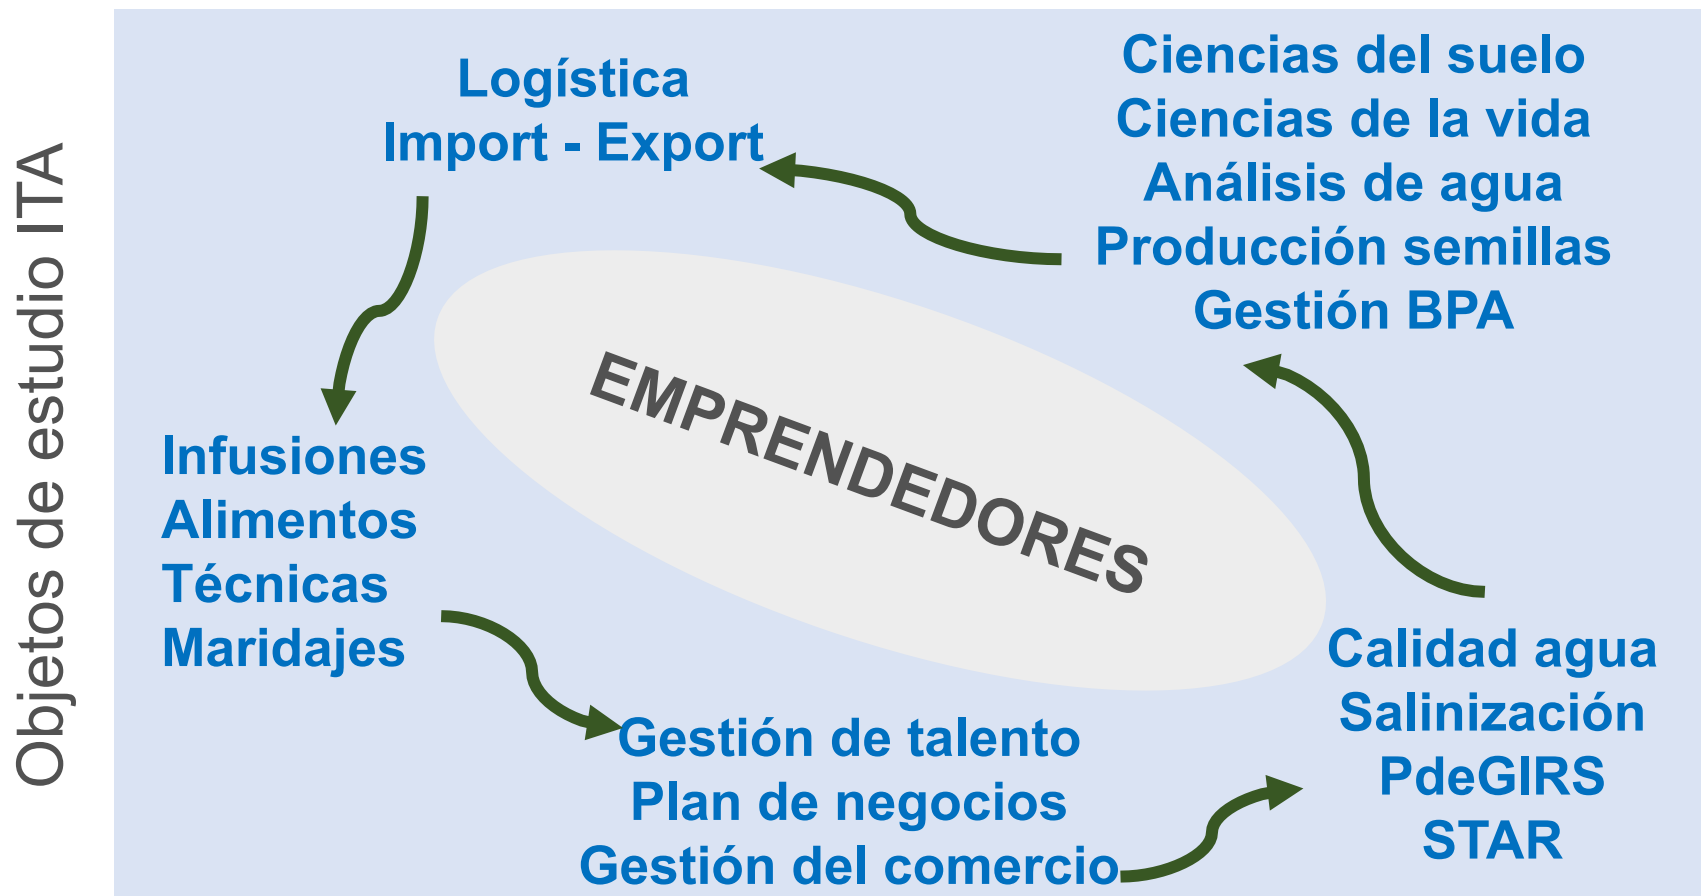 Objetos de estudio ITA
Logística
Import - Export
Ciencias del suelo
Ciencias de la vida
Análisis de agua
Producción semillas
Gestión BPA
EMPRENDEDORES
Infusiones
Alimentos
Técnicas
Maridajes
Gestión de talento
Plan de negocios
Gestión del comercio
Calidad agua
Salinización
PdeGIRS
STAR